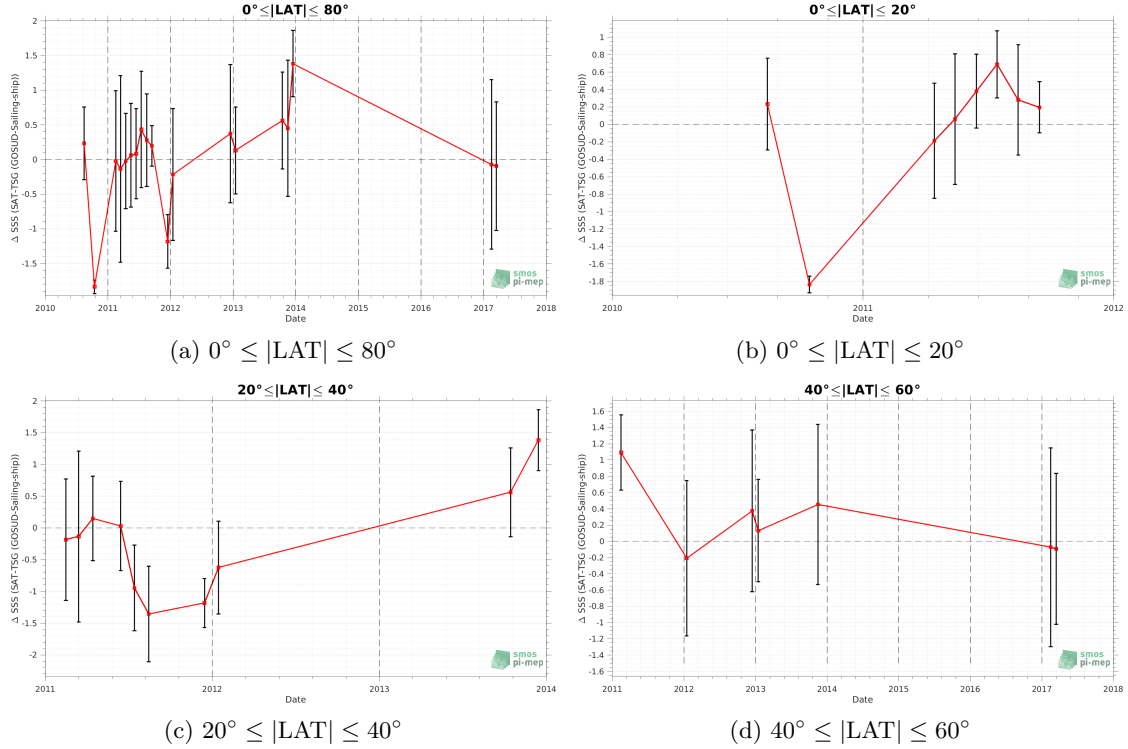 0°≤|LAT|≤ 80°
Δ SSS (SAT-TSG (GOSUD-Sailing-ship))
2
1.5
1
0.5
0
-0.5
-1
-1.5
2010 2011 2012 2013 2014 2015 2016 2017 2018
Date
smos
pi-mep
(a) 0° ≤ |LAT| ≤ 80°
0°≤|LAT|≤ 20°
Δ SSS (SAT-TSG (GOSUD-Sailing-ship))
1
0.8
0.6
0.4
0.2
0
-0.2
-0.4
-0.6
-0.8
-1
-1.2
-1.4
-1.6
-1.8
2010 2011 2012
Date
smos
pi-mep
(b) 0° ≤ |LAT| ≤ 20°
20°≤|LAT|≤ 40°
Δ SSS (SAT-TSG (GOSUD-Sailing-ship))
2
1.5
1
0.5
0
-0.5
-1
-1.5
-2
2011 2012 2013 2014
Date
smos
pi-mep
(c) 20° ≤ |LAT| ≤ 40°
40°≤|LAT|≤ 60°
Δ SSS (SAT-TSG (GOSUD-Sailing-ship))
1.6
1.4
1.2
1
0.8
0.6
0.4
0.2
0
-0.2
-0.4
-0.6
-0.8
-1
-1.2
-1.4
-1.6
2011 2012 2013 2014 2015 2016 2017 2018
Date
smos
pi-mep
(d) 40° ≤ |LAT| ≤ 60°